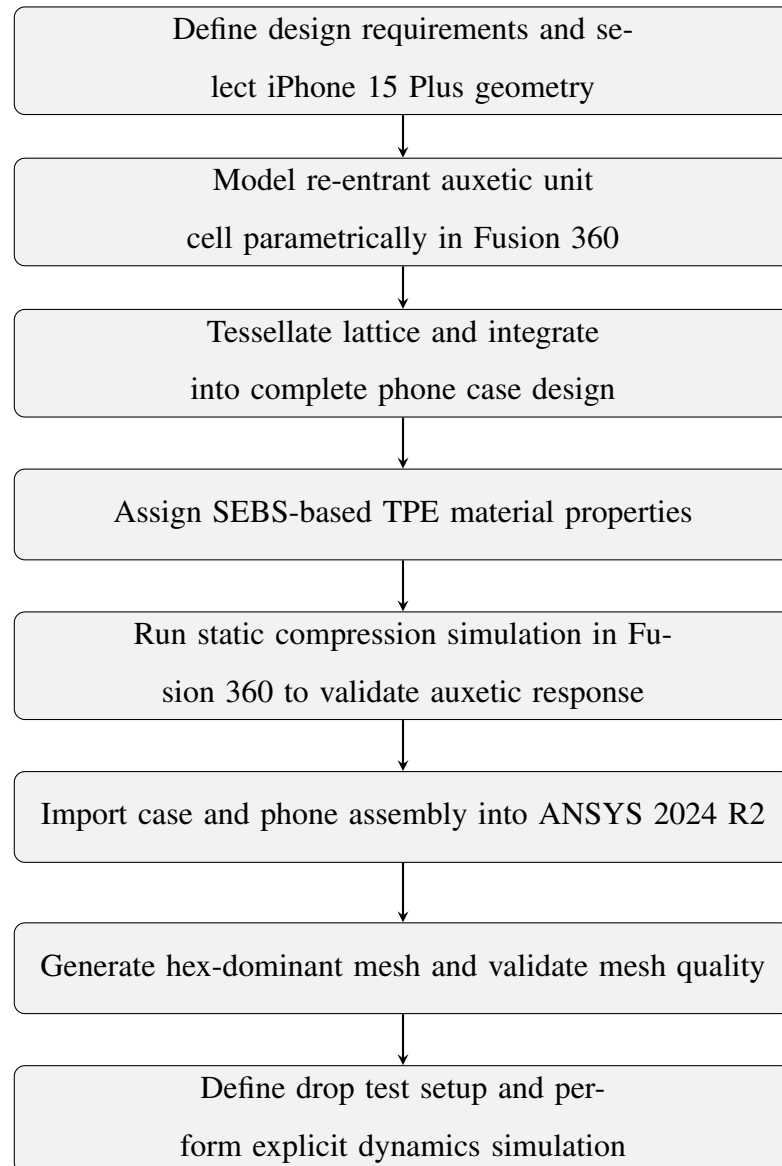 Define design requirements and se-
lect iPhone 15 Plus geometry
Model re-entrant auxetic unit
cell parametrically in Fusion 360
Tessellate lattice and integrate
into complete phone case design
Assign SEBS-based TPE material properties
Run static compression simulation in Fu-
sion 360 to validate auxetic response
Import case and phone assembly into ANSYS 2024 R2
Generate hex-dominant mesh and validate mesh quality
Define drop test setup and per-
form explicit dynamics simulation